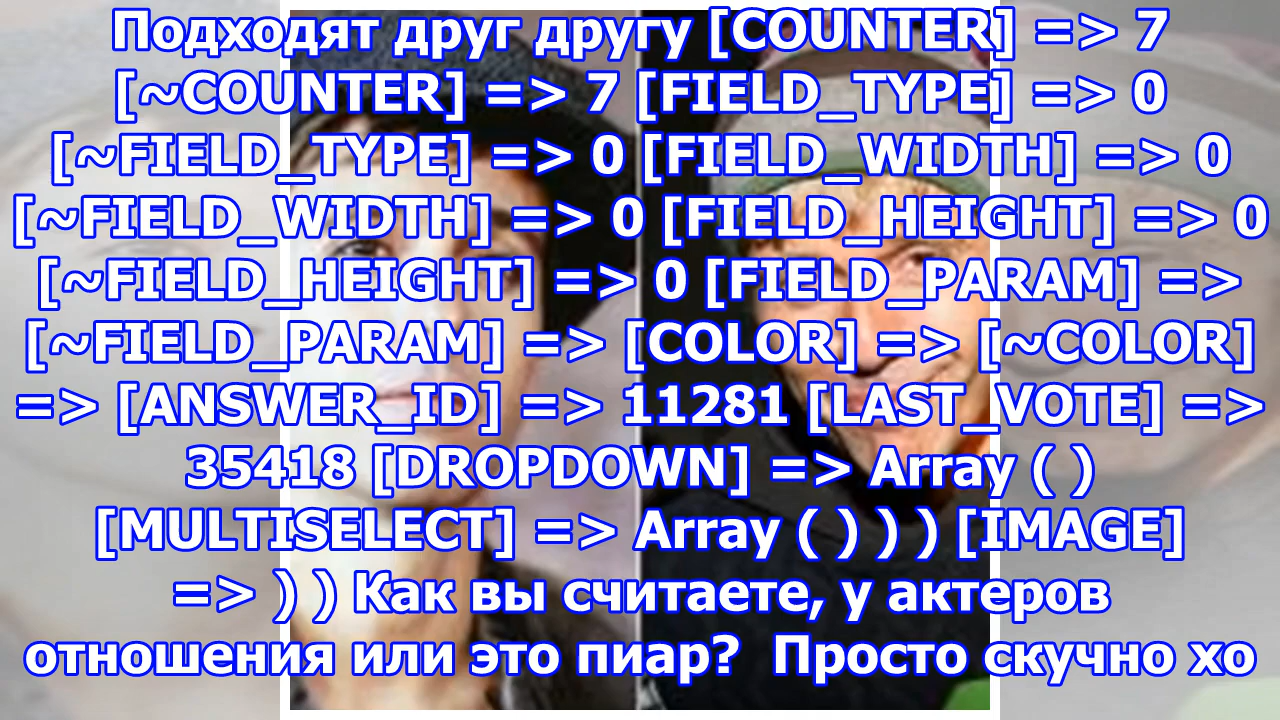 Подходят друг другу [COUNTER] => 7
[~COUNTER] => 7 [FIELD_TYPE] => 0
[~FIELD_TYPE] => 0 [FIELD_WIDTH] => 0
[~FIELD_WIDTH] => 0 [FIELD_HEIGHT] => 0
[~FIELD_HEIGHT] => 0 [FIELD_PARAM] =>
[~FIELD_PARAM] => [COLOR] => [~COLOR]
=> [ANSWER_ID] => 11281 [LAST_VOTE] =>
35418 [DROPDOWN] => Array ( )
[MULTISELECT] => Array ( ) ) ) [IMAGE]
=> ) ) Как вы считаете, у актеров
отношения или это пиар?  Просто скучно хо